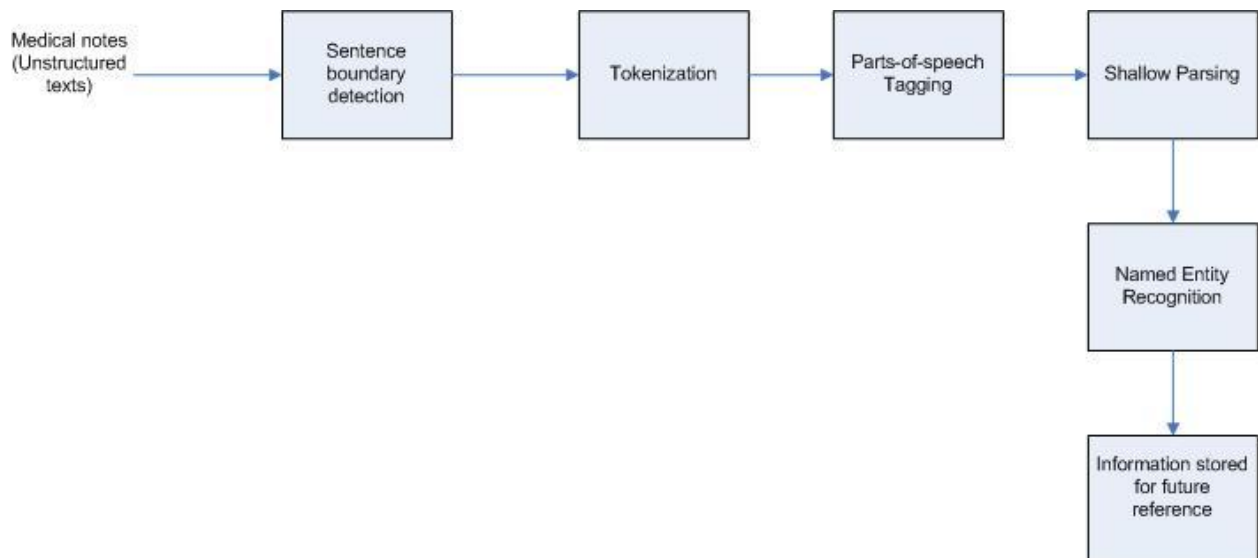 Medical notes
(Unstructured
texts)
Sentence
boundary
detection
Tokenization
Parts-of-speech
Tagging
Shallow Parsing
Named Entity
Recognition
Information stored
for future
reference